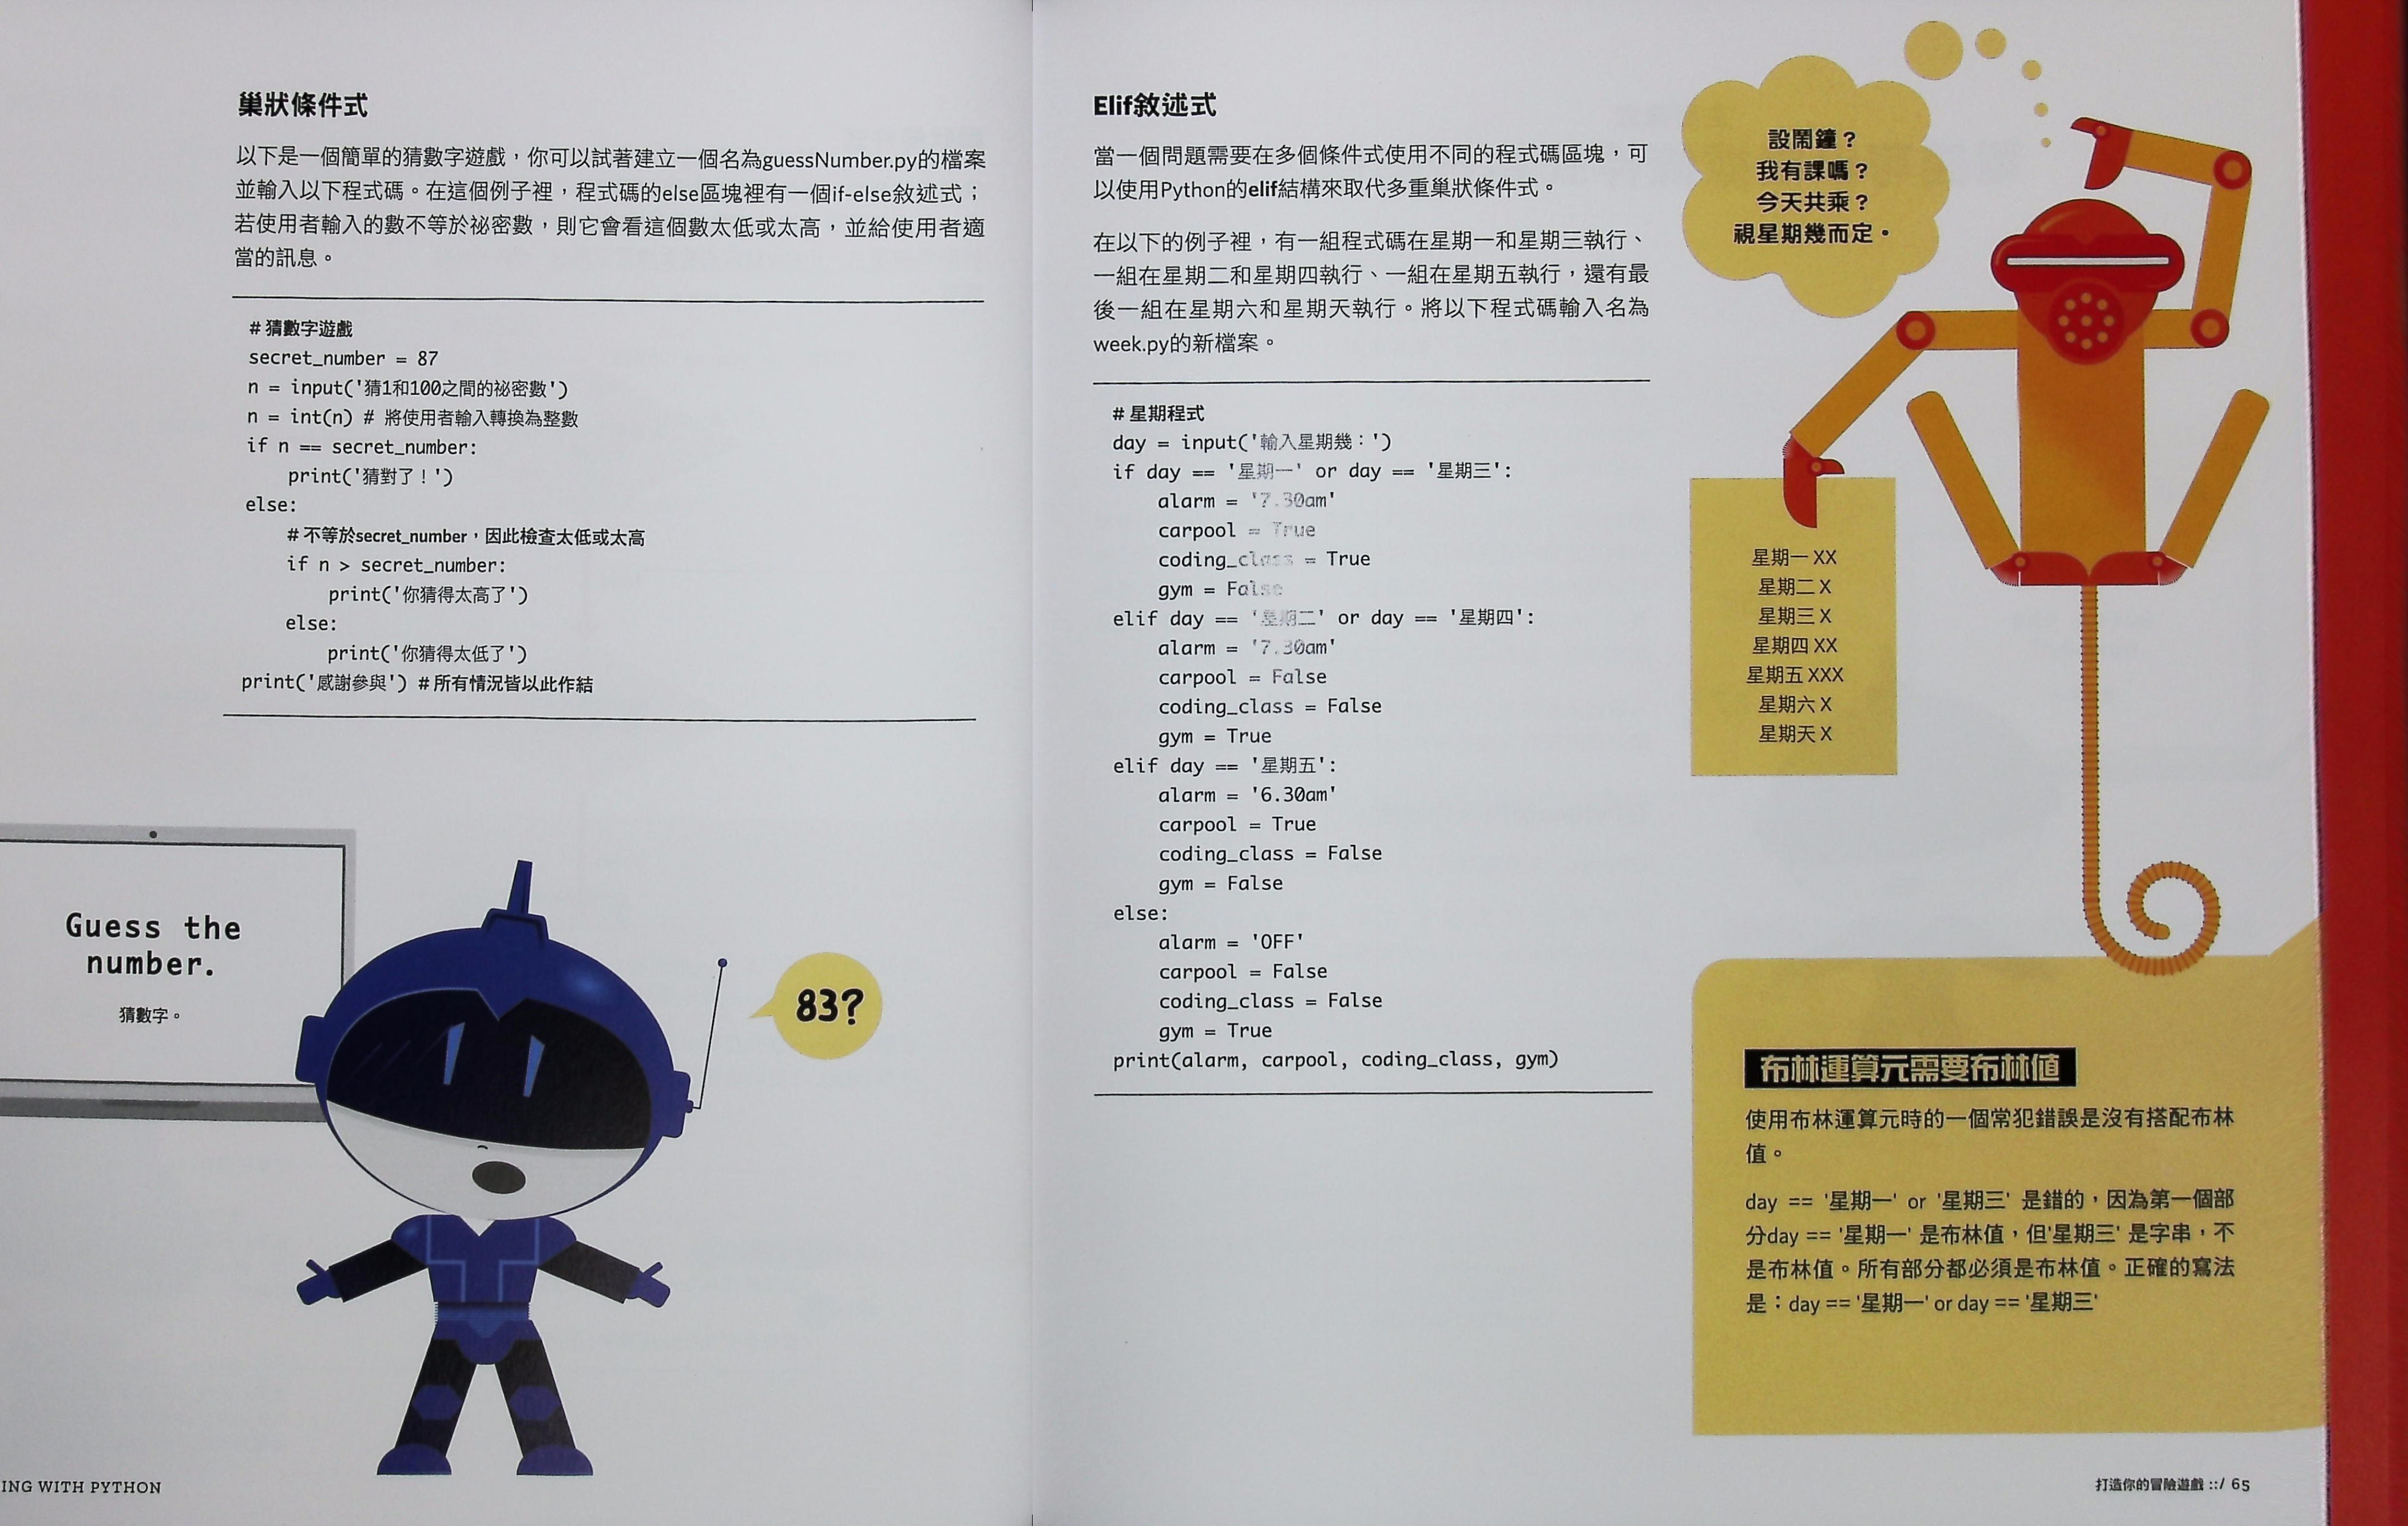 巢狀條件式
以下是一個簡單的猜數字遊戲，你可以試著建立一個名為guessNumber.py的檔案
並輸入以下程式碼。在這個例子裡，程式碼的else區塊裡有一個if-else敘述式；
若使用者輸入的數不等於祕密數，則它會看這個數太低或太高，並給使用者適
當的訊息。
# 猜數字遊戲
secret_number = 87
n = input('猜1和100之間的祕密數')
n = int(n) # 將使用者輸入轉換為整數
if n == secret_number:
    print('猜對了！')
else:
    # 不等於secret_number，因此檢查太低或太高
    if n > secret_number:
        print('你猜得太高了')
    else:
        print('你猜得太低了')
print('感謝參與') # 所有情況皆以此作結
Guess the
number.
猜數字。
83?
ING WITH PYTHON
Elif敘述式
當一個問題需要在多個條件式使用不同的程式碼區塊，可
以使用Python的elif結構來取代多重巢狀條件式。
在以下的例子裡，有一組程式碼在星期一和星期三執行、
一組在星期二和星期四執行、一組在星期五執行，還有最
後一組在星期六和星期天執行。將以下程式碼輸入名為
week.py的新檔案。
# 星期程式
day = input('輸入星期幾：')
if day == '星期一' or day == '星期三':
    alarm = '7.30am'
    carpool = True
    coding_class = True
    gym = False
elif day == '星期二' or day == '星期四':
    alarm = '7.30am'
    carpool = False
    coding_class = False
    gym = True
elif day == '星期五':
    alarm = '6.30am'
    carpool = True
    coding_class = False
    gym = False
else:
    alarm = 'OFF'
    carpool = False
    coding_class = False
    gym = True
print(alarm, carpool, coding_class, gym)
設鬧鐘？
我有課嗎？
今天共乘？
視星期幾而定。
星期一 XX
星期二 X
星期三 X
星期四 XX
星期五 XXX
星期六 X
星期天 X
布林運算元需要布林值
使用布林運算元時的一個常犯錯誤是沒有搭配布林
值。
day == '星期一' or '星期三' 是錯的，因為第一個部
分day == '星期一' 是布林值，但'星期三' 是字串，不
是布林值。所有部分都必須是布林值。正確的寫法
是：day == '星期一' or day == '星期三'
打造你的冒險遊戲 ::/ 65